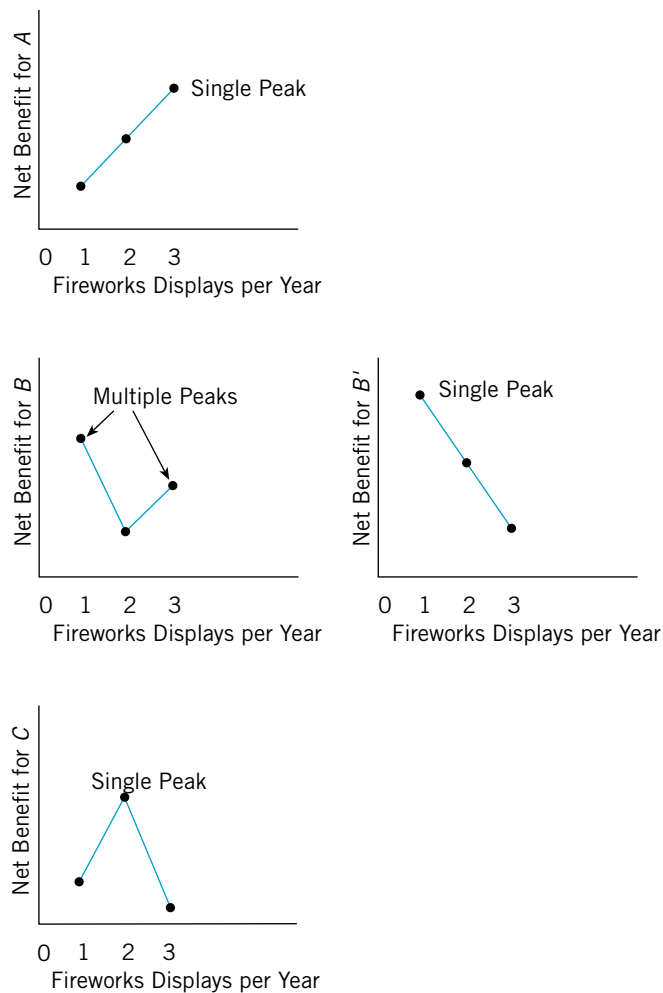 Net Benefit for A
Single Peak
0 1 2 3
Fireworks Displays per Year
Net Benefit for B
Multiple Peaks
0 1 2 3
Fireworks Displays per Year
Net Benefit for B'
Single Peak
0 1 2 3
Fireworks Displays per Year
Net Benefit for C
Single Peak
0 1 2 3
Fireworks Displays per Year